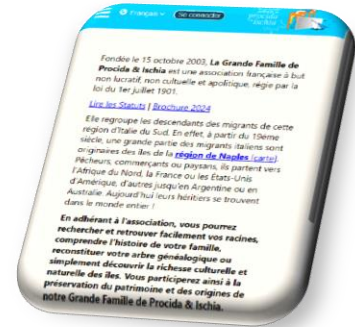 Français
Se connecter
procida
ischia
Fondée le 15 octobre 2003, La Grande Famille de
Procida & Ischia est une association française à but
non lucratif, non cultuelle et apolitique, régie par la
loi du 1er juillet 1901.
Lire les Statuts | Brochure 2024
Elle regroupe les descendants des migrants de cette
région d'Italie du Sud. En effet, à partir du 19ème
siècle, une grande partie des migrants italiens sont
originaires des îles de la région de Naples (carte).
Pêcheurs, commerçants ou paysans, ils partent vers
l'Afrique du Nord, la France ou les États-Unis
d'Amérique, d'autres jusqu'en Argentine ou en
Australie. Aujourd'hui leurs héritiers se trouvent
dans le monde entier !
En adhérant à l'association, vous pourrez
rechercher et retrouver facilement vos racines,
comprendre l'histoire de votre famille,
reconstituer votre arbre généalogique ou
simplement découvrir la richesse culturelle et
naturelle des îles. Vous participerez ainsi à la
préservation du patrimoine et des origines de
notre Grande Famille de Procida & Ischia.